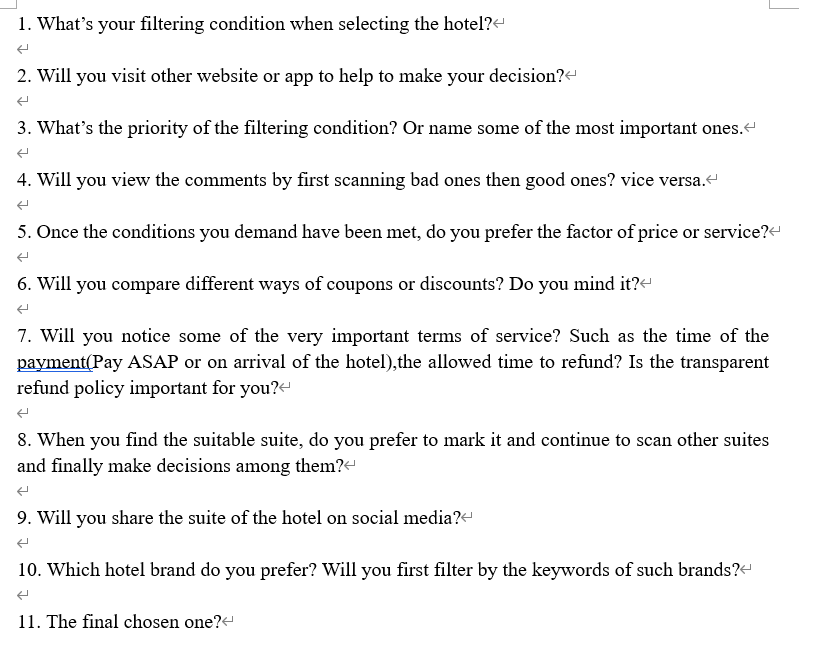 1. What’s your filtering condition when selecting the hotel?
2. Will you visit other website or app to help to make your decision?
3. What’s the priority of the filtering condition? Or name some of the most important ones.
4. Will you view the comments by first scanning bad ones then good ones? vice versa.
5. Once the conditions you demand have been met, do you prefer the factor of price or service?
6. Will you compare different ways of coupons or discounts? Do you mind it?
7. Will you notice some of the very important terms of service? Such as the time of the
payment(Pay ASAP or on arrival of the hotel),the allowed time to refund? Is the transparent
refund policy important for you?
8. When you find the suitable suite, do you prefer to mark it and continue to scan other suites
and finally make decisions among them?
9. Will you share the suite of the hotel on social media?
10. Which hotel brand do you prefer? Will you first filter by the keywords of such brands?
11. The final chosen one?